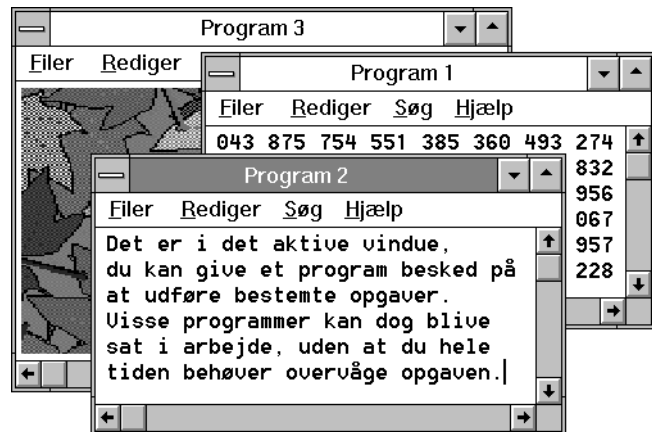 Program 3
Filer Rediger
Program 1
Filer Rediger Søg Hjælp
043 875 754 551 385 360 493 274
832
956
067
957
228
Program 2
Filer Rediger Søg Hjælp
Det er i det aktive vindue,
du kan give et program besked på
at udføre bestemte opgaver.
Visse programmer kan dog blive
sat i arbejde, uden at du hele
tiden behøver overvåge opgaven.